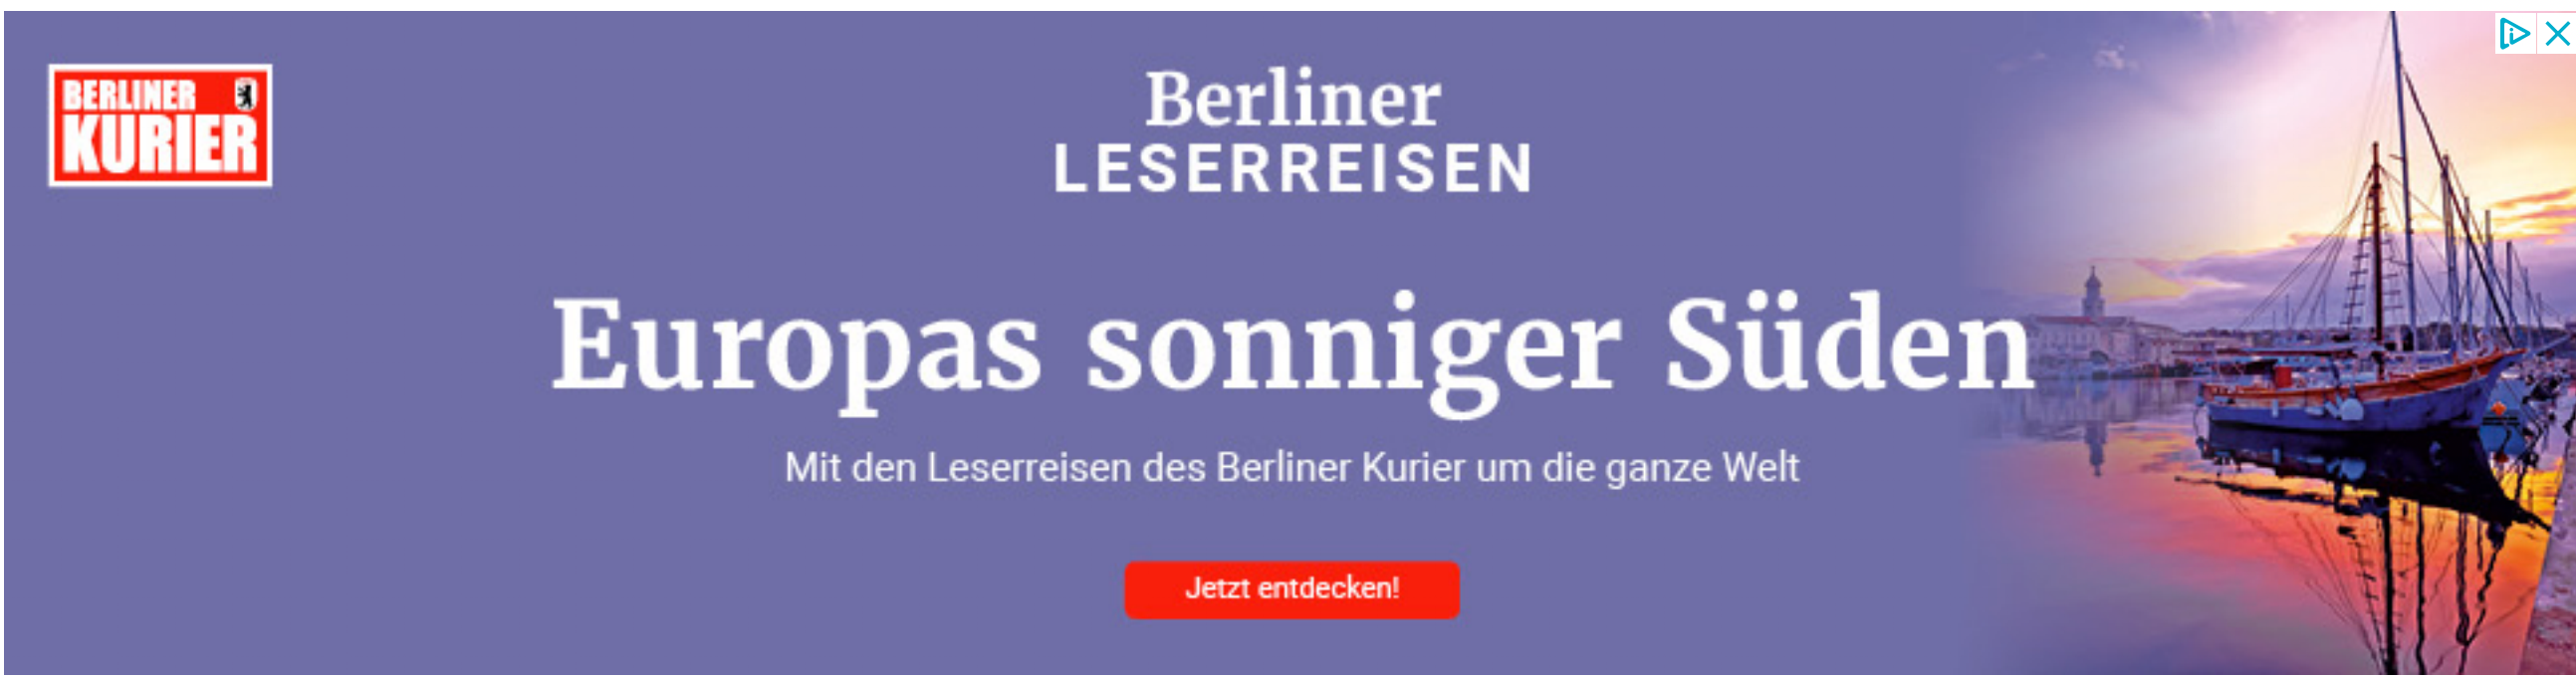 BERLINER
KURIER
Berliner
LESERREISEN
Europas sonniger Süden
Mit den Leserreisen des Berliner Kurier um die ganze Welt
Jetzt entdecken!